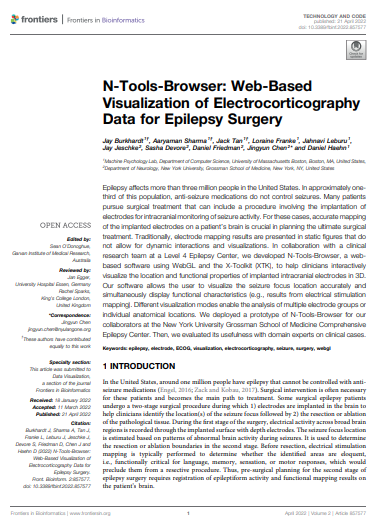 frontiers
Frontiers in Bioinformatics
TECHNOLOGY AND CODE
published: 21 April 2022
doi: 10.3389/fbinf.2022.857577
N-Tools-Browser: Web-Based
Visualization of Electrocorticography
Data for Epilepsy Surgery
Jay Burkhardt 1†, Aaryaman Sharma 1†, Jack Tan 1†, Loraine Franke 1, Jahnavi Leburu 1,
Jay Jeschke 2, Sasha Devore 2, Daniel Friedman 2, Jingyun Chen 2* and Daniel Haehn 1
1 Machine Psychology Lab, Department of Computer Science, University of Massachusetts Boston, Boston, MA, United States,
2 Department of Neurology, New York University, Grossman School of Medicine, New York, NY, United States
Epilepsy affects more than three million people in the United States. In approximately one-
third of this population, anti-seizure medications do not control seizures. Many patients
pursue surgical treatment that can include a procedure involving the implantation of
electrodes for intracranial monitoring of seizure activity. For these cases, accurate mapping
of the implanted electrodes on a patient's brain is crucial in planning the ultimate surgical
treatment. Traditionally, electrode mapping results are presented in static figures that do
not allow for dynamic interactions and visualizations. In collaboration with a clinical
research team at a Level 4 Epilepsy Center, we developed N-Tools-Browser, a web-
based software using WebGL and the X-Toolkit (XTK), to help clinicians interactively
visualize the location and functional properties of implanted intracranial electrodes in 3D.
Our software allows the user to visualize the seizure focus location accurately and
simultaneously display functional characteristics (e.g., results from electrical stimulation
mapping). Different visualization modes enable the analysis of multiple electrode groups or
individual anatomical locations. We deployed a prototype of N-Tools-Browser for our
collaborators at the New York University Grossman School of Medicine Comprehensive
Epilepsy Center. Then, we evaluated its usefulness with domain experts on clinical cases.
Keywords: epilepsy, electrode, ECOG, visualization, electrocorticography, seizure, surgery, webgl
OPEN ACCESS
Edited by:
Sean O'Donoghue,
Garvan Institute of Medical Research,
Australia
Reviewed by:
Jan Egger,
University Hospital Essen, Germany
Rachel Sparks,
King's College London,
United Kingdom
*Correspondence:
Jingyun Chen
jingyun.chen@nyulangone.org
†These authors have contributed
equally to this work
Specialty section:
This article was submitted to
Data Visualization,
a section of the journal
Frontiers in Bioinformatics
Received: 18 January 2022
Accepted: 11 March 2022
Published: 21 April 2022
Citation:
Burkhardt J, Sharma A, Tan J,
Franke L, Leburu J, Jeschke J,
Devore S, Friedman D, Chen J and
Haehn D (2022) N-Tools-Browser:
Web-Based Visualization of
Electrocorticography Data for
Epilepsy Surgery.
Front. Bioinform. 2:857577.
doi: 10.3389/fbinf.2022.857577
1 INTRODUCTION
In the United States, around one million people have epilepsy that cannot be controlled with anti-
seizure medications (Engel, 2016; Zack and Kobau, 2017). Surgical intervention is often necessary
for these patients and becomes the main path to treatment. Some surgical epilepsy patients
undergo a two-stage surgical procedure during which 1) electrodes are implanted in the brain to
help clinicians identify the location(s) of the seizure focus followed by 2) the resection or ablation
of the pathological tissue. During the first stage of the surgery, electrical activity across broad brain
regions is recorded through the implanted surface with depth electrodes. The seizure focus location
is estimated based on patterns of abnormal brain activity during seizures. It is used to determine
the resection or ablation boundaries in the second stage. Before resection, electrical stimulation
mapping is typically performed to determine whether the identified areas are eloquent,
i.e., functionally critical for language, memory, sensation, or motor responses, which would
preclude them from a resective procedure. Thus, pre-surgical planning for the second stage of
epilepsy surgery requires registration of epileptiform activity and functional mapping results on
the patient's brain.
Frontiers in Bioinformatics | www.frontiersin.org
1
April 2022 | Volume 2 | Article 857577